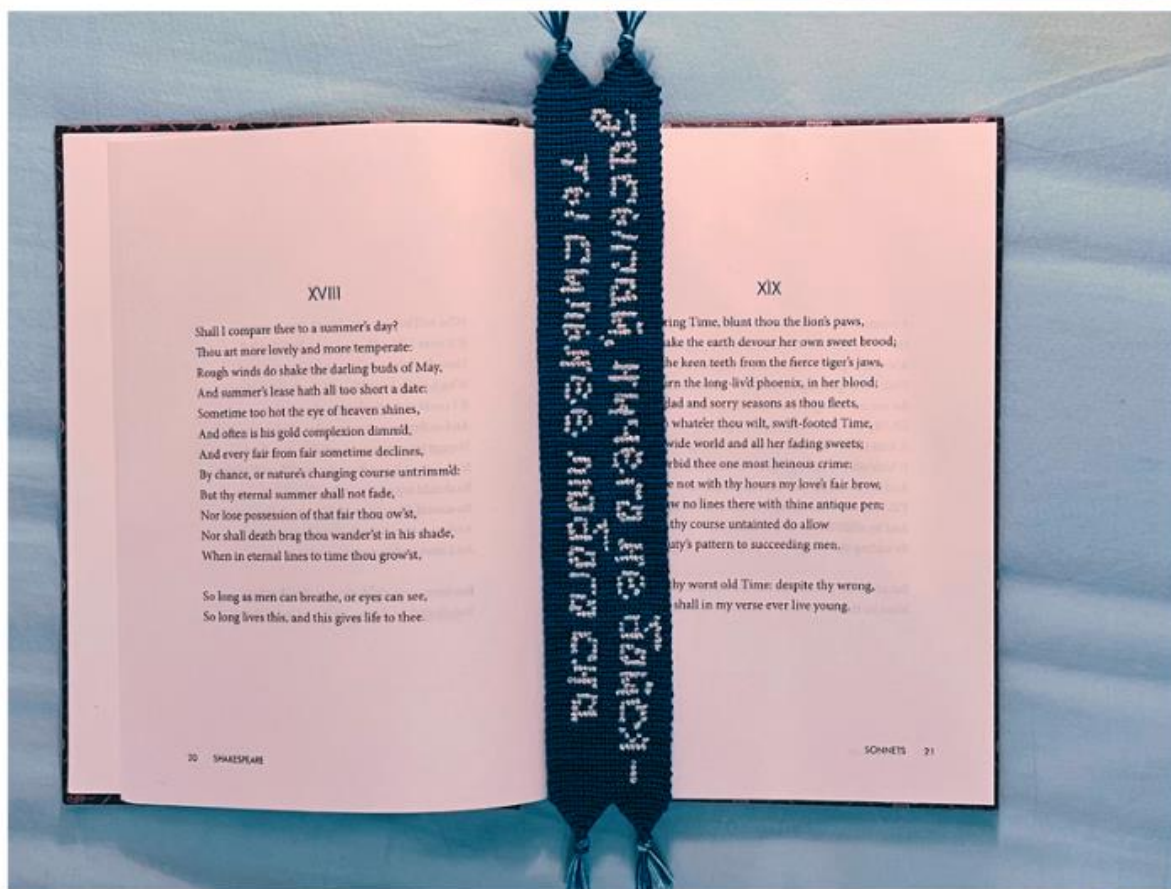 засыпай, ничего не бойся –
ты сильнее любого сна
XVIII
Shall I compare thee to a summer's day?
Thou art more lovely and more temperate:
Rough winds do shake the darling buds of May,
And summer's lease hath all too short a date:
Sometime too hot the eye of heaven shines,
And often is his gold complexion dimm'd,
And every fair from fair sometime declines,
By chance, or nature's changing course untrimm'd:
But thy eternal summer shall not fade,
Nor lose possession of that fair thou ow'st,
Nor shall death brag thou wander'st in his shade,
When in eternal lines to time thou grow'st,
So long as men can breathe, or eyes can see,
So long lives this, and this gives life to thee.
20 SHAKESPEARE
XIX
ring Time, blunt thou the lion's paws,
ake the earth devour her own sweet brood;
he keen teeth from the fierce tiger's jaws,
rn the long-liv'd phoenix, in her blood;
lad and sorry seasons as thou fleets,
whate'er thou wilt, swift-footed Time,
wide world and all her fading sweets;
rbid thee one most heinous crime:
e not with thy hours my love's fair brow,
w no lines there with thine antique pen;
thy course untainted do allow
uty's pattern to succeeding men.
hy worst old Time: despite thy wrong,
shall in my verse ever live young.
SONNETS 21